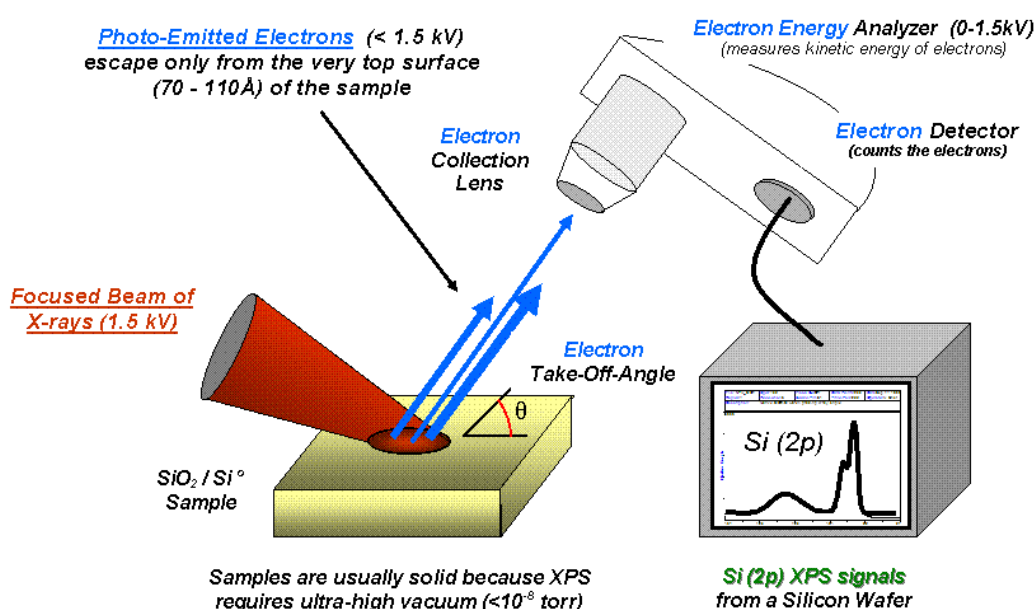 Photo-Emitted Electrons (< 1.5 kV)
escape only from the very top surface
(70 - 110Å) of the sample
Electron Energy Analyzer (0-1.5kV)
(measures kinetic energy of electrons)
Electron
Collection
Lens
Electron Detector
(counts the electrons)
Focused Beam of
X-rays (1.5 kV)
Electron
Take-Off-Angle
θ
SiO₂ / Si°
Sample
Si (2p)
Samples are usually solid because XPS
requires ultra-high vacuum (<10⁻⁸ torr)
Si (2p) XPS signals
from a Silicon Wafer